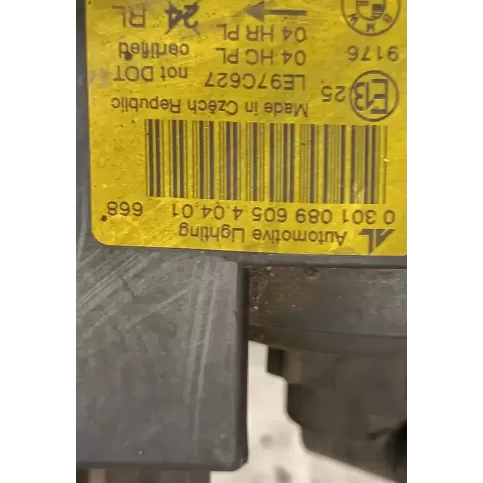 AL Automotive Lighting
0 301 089 605 4.04.01 668
Made in Czech Republic
E13 25 LE97C627 not DOT
9176 04 HC PL certified
04 HR PL
BMW 24 RL